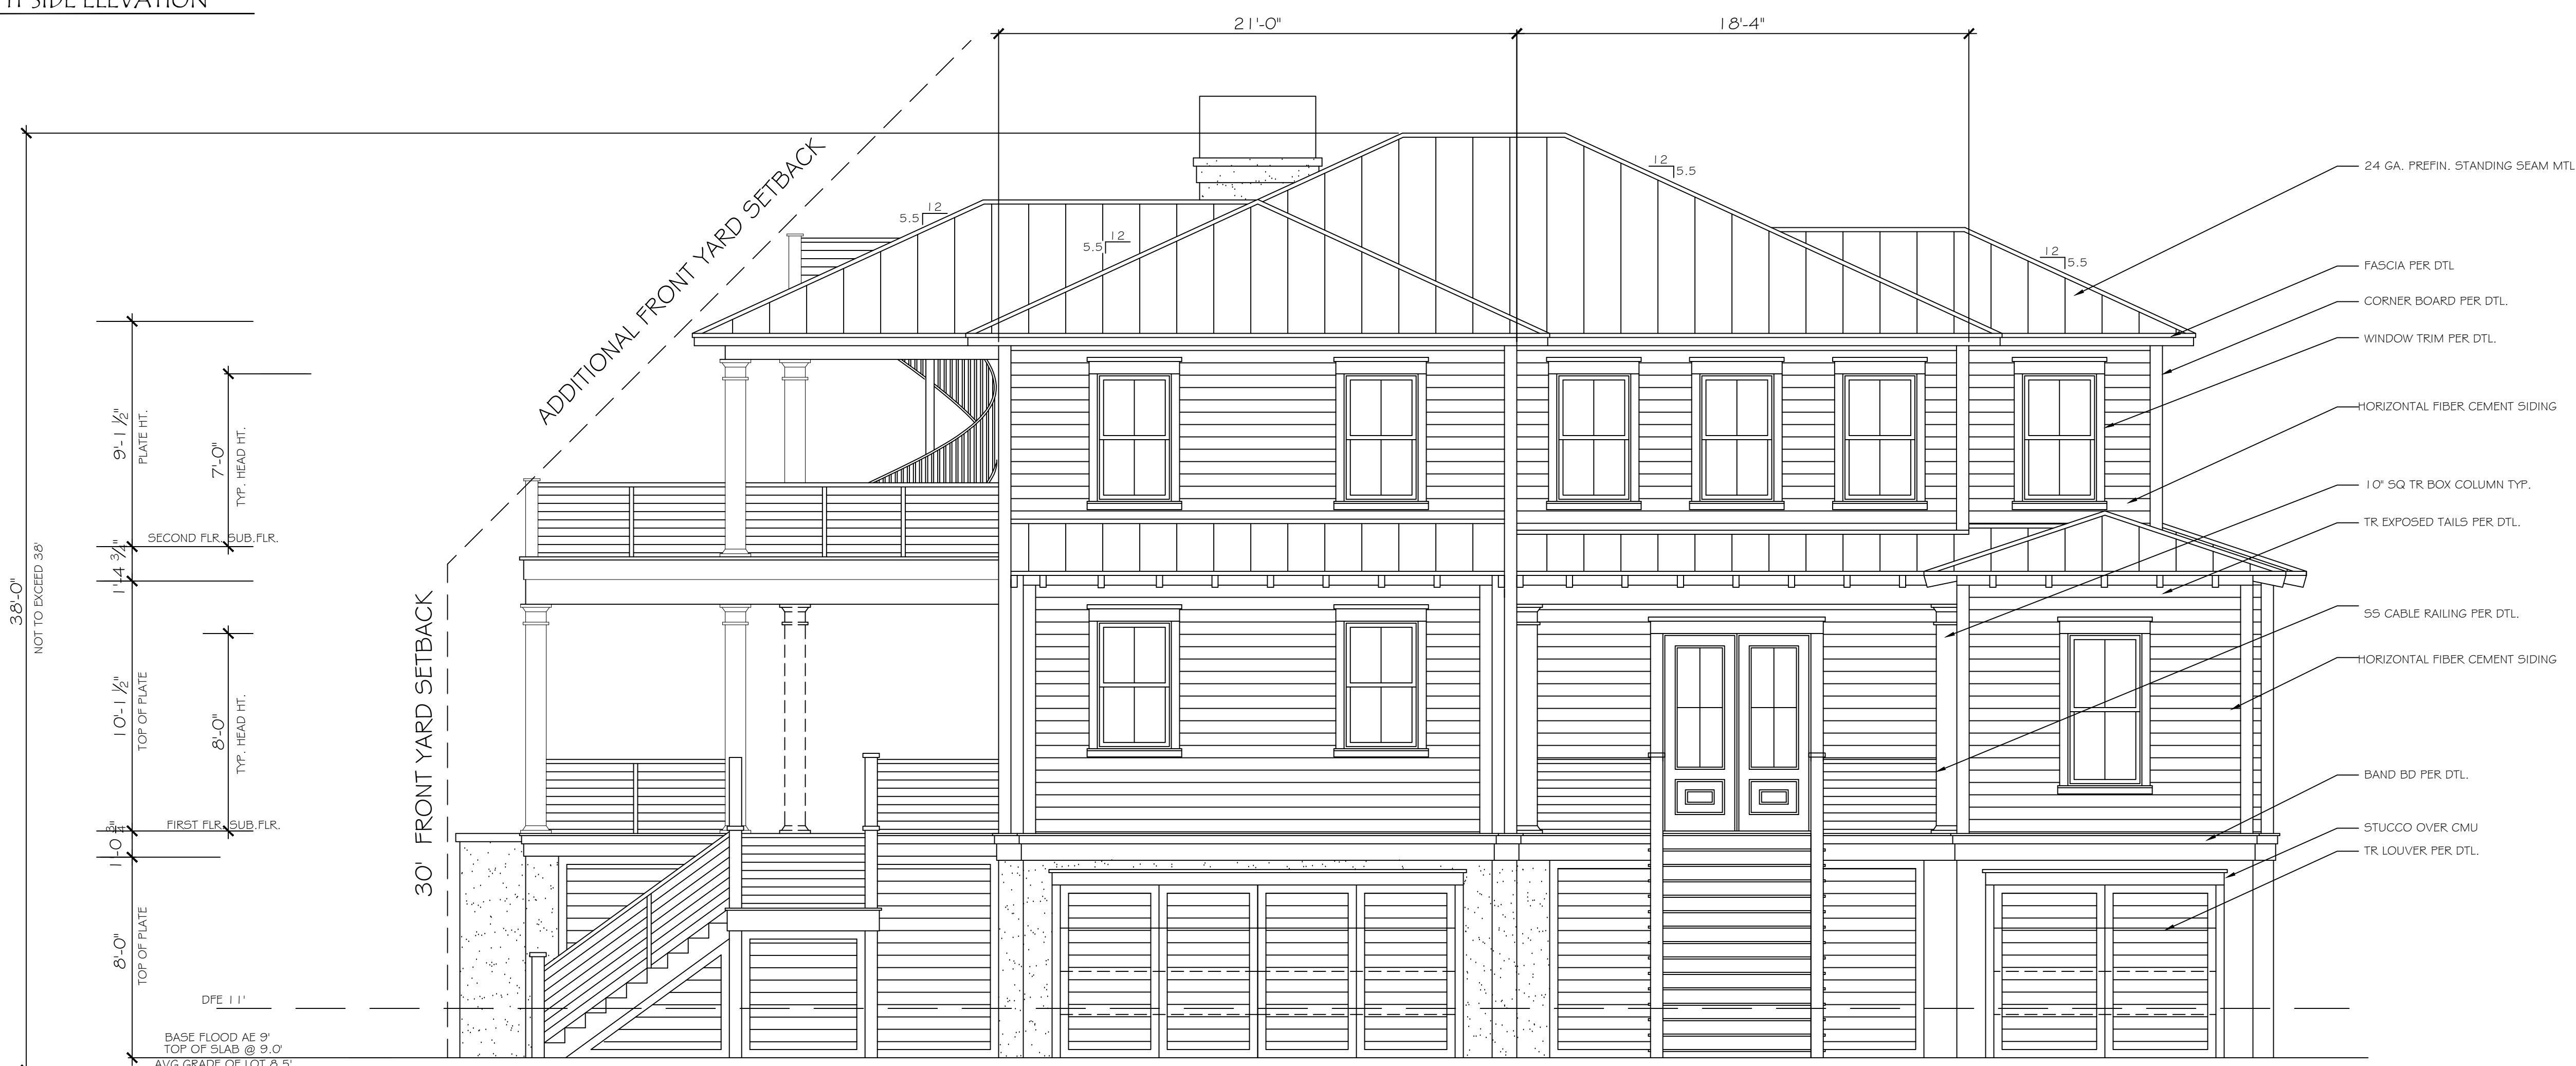 SIDE ELEVATION
21'-0"
18'-4"
ADDITIONAL FRONT YARD SETBACK
30' FRONT YARD SETBACK
12
5.5
12
5.5
12
5.5
12
5.5
24 GA. PREFIN. STANDING SEAM MTL
FASCIA PER DTL
CORNER BOARD PER DTL.
WINDOW TRIM PER DTL.
HORIZONTAL FIBER CEMENT SIDING
10" SQ TR BOX COLUMN TYP.
TR EXPOSED TAILS PER DTL.
SS CABLE RAILING PER DTL.
HORIZONTAL FIBER CEMENT SIDING
BAND BD PER DTL.
STUCCO OVER CMU
TR LOUVER PER DTL.
38'-0"
NOT TO EXCEED 38'
9'-1 1/2"
PLATE HT.
7'-0"
TYP. HEAD HT.
SECOND FLR. SUB.FLR.
1'-4 3/4"
10'-1 1/2"
TOP OF PLATE
8'-0"
TYP. HEAD HT.
FIRST FLR. SUB.FLR.
1'-0 3/4"
8'-0"
TOP OF PLATE
DFE 11'
BASE FLOOD AE 9'
TOP OF SLAB @ 9.0'
AVG GRADE OF LOT 8.5'